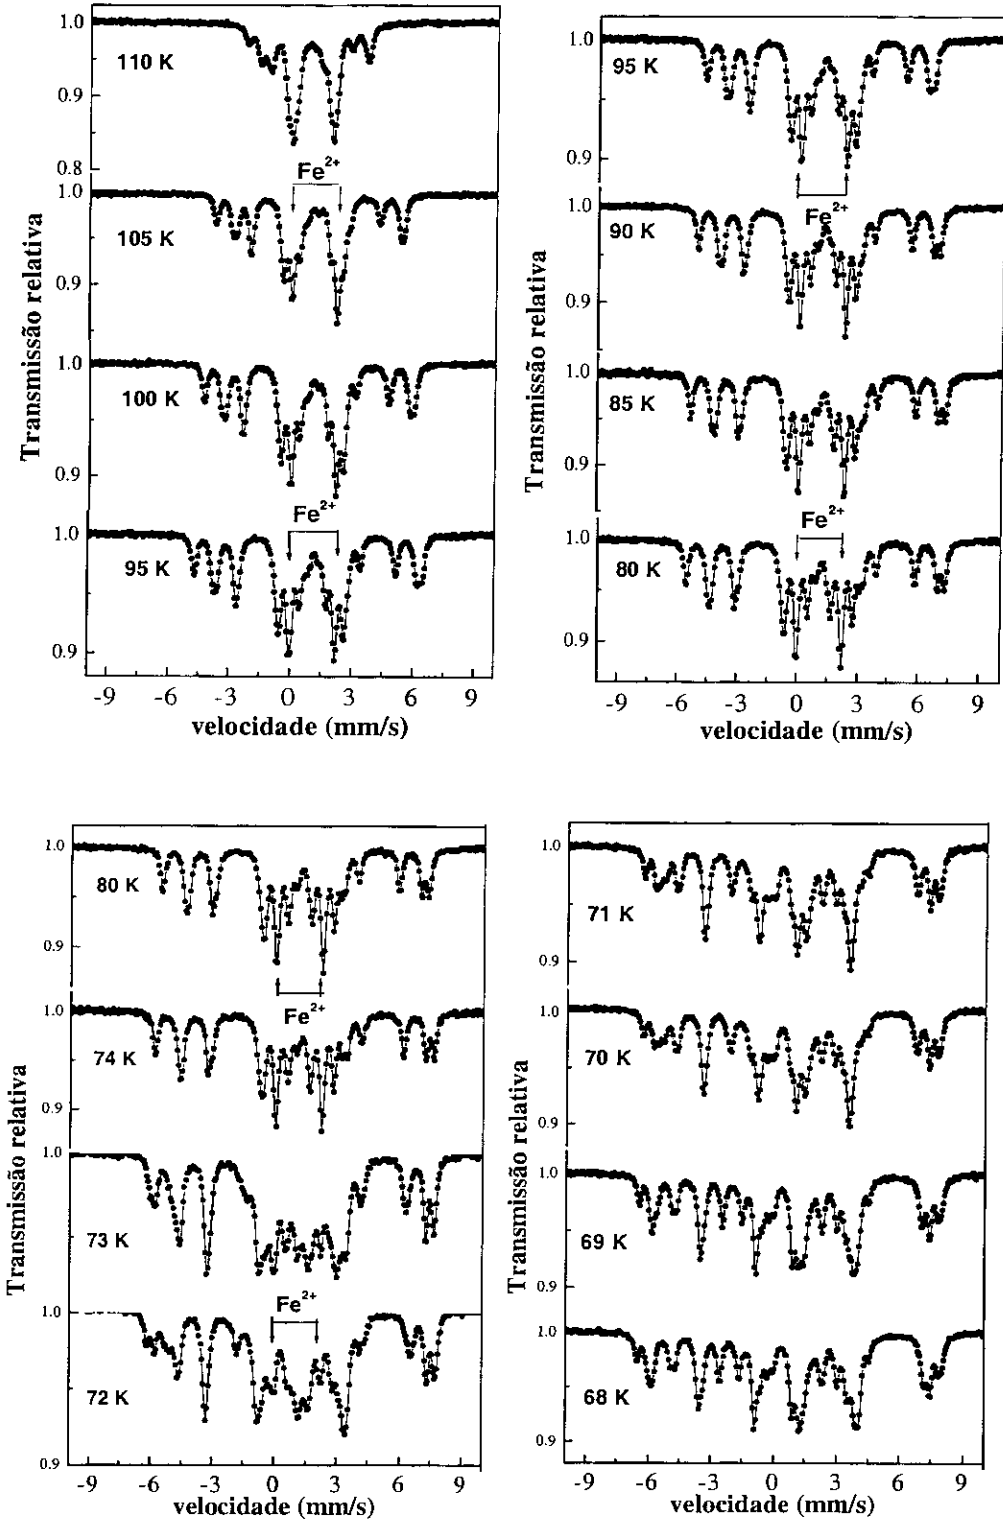 Transmissão relativa
1.0
110 K
0.9
0.8
Fe2+
1.0
105 K
0.9
1.0
100 K
0.9
Fe2+
1.0
95 K
0.9
-9 -6 -3 0 3 6 9
velocidade (mm/s)
Transmissão relativa
1.0
95 K
0.9
Fe2+
1.0
90 K
0.9
1.0
85 K
0.9
Fe2+
1.0
80 K
0.9
-9 -6 -3 0 3 6 9
velocidade (mm/s)
Transmissão relativa
1.0
80 K
0.9
Fe2+
1.0
74 K
0.9
1.0
73 K
1.0
Fe2+
72 K
0.9
-9 -6 -3 0 3 6 9
velocidade (mm/s)
Transmissão relativa
1.0
71 K
0.9
1.0
70 K
0.9
1.0
69 K
0.9
1.0
68 K
0.9
-9 -6 -3 0 3 6 9
velocidade (mm/s)